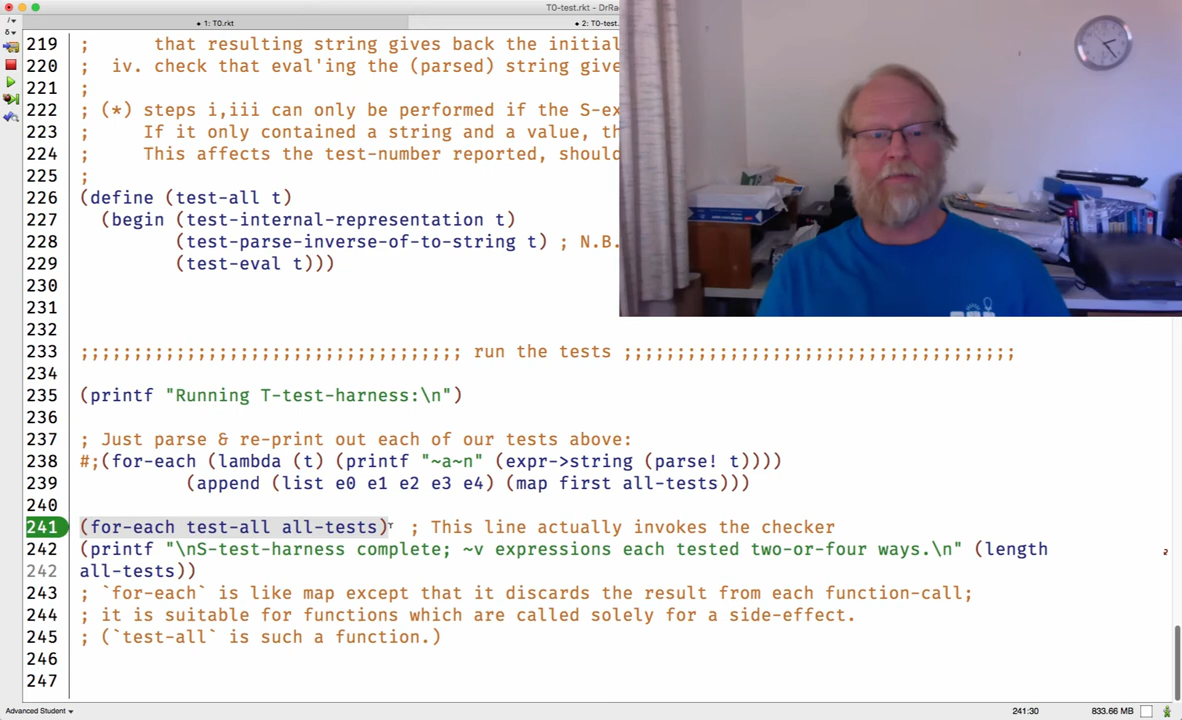 T0-test.rkt - DrRa
1: T0.rkt
2: T0-test.
219 ; that resulting string gives back the initial
220 ; iv. check that eval'ing the (parsed) string give
221 ;
222 ; (*) steps i,iii can only be performed if the S-ex
223 ; If it only contained a string and a value, th
224 ; This affects the test-number reported, shoul
225 ;
226 (define (test-all t)
227 (begin (test-internal-representation t)
228 (test-parse-inverse-of-to-string t) ; N.B.
229 (test-eval t)))
230
231
232
233 ;;;;;;;;;;;;;;;;;;;;;;;;;;;;;;;;;;;; run the tests ;;;;;;;;;;;;;;;;;;;;;;;;;;;;;;;;;;;;;
234
235 (printf "Running T-test-harness:\n")
236
237 ; Just parse & re-print out each of our tests above:
238 #;(for-each (lambda (t) (printf "~a~n" (expr->string (parse! t))))
239 (append (list e0 e1 e2 e3 e4) (map first all-tests)))
240
241 (for-each test-all all-tests) ; This line actually invokes the checker
242 (printf "\nS-test-harness complete; ~v expressions each tested two-or-four ways.\n" (length
242 all-tests))
243 ; `for-each` is like map except that it discards the result from each function-call;
244 ; it is suitable for functions which are called solely for a side-effect.
245 ; (`test-all` is such a function.)
246
247
Advanced Student
241:30
833.66 MB